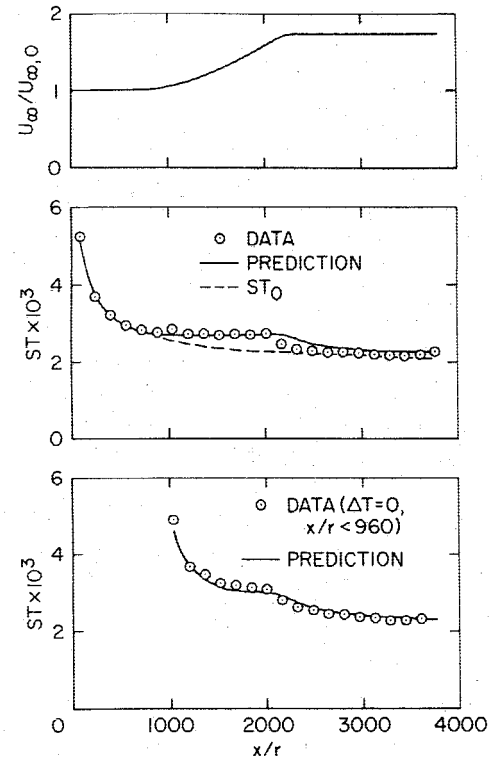 2
1
0
U∞/U∞,0
6
4
2
0
ST×10³
DATA
PREDICTION
ST₀
6
4
2
0
ST×10³
DATA (ΔT=0,
x/r<960)
PREDICTION
0 1000 2000 3000 4000
x/r